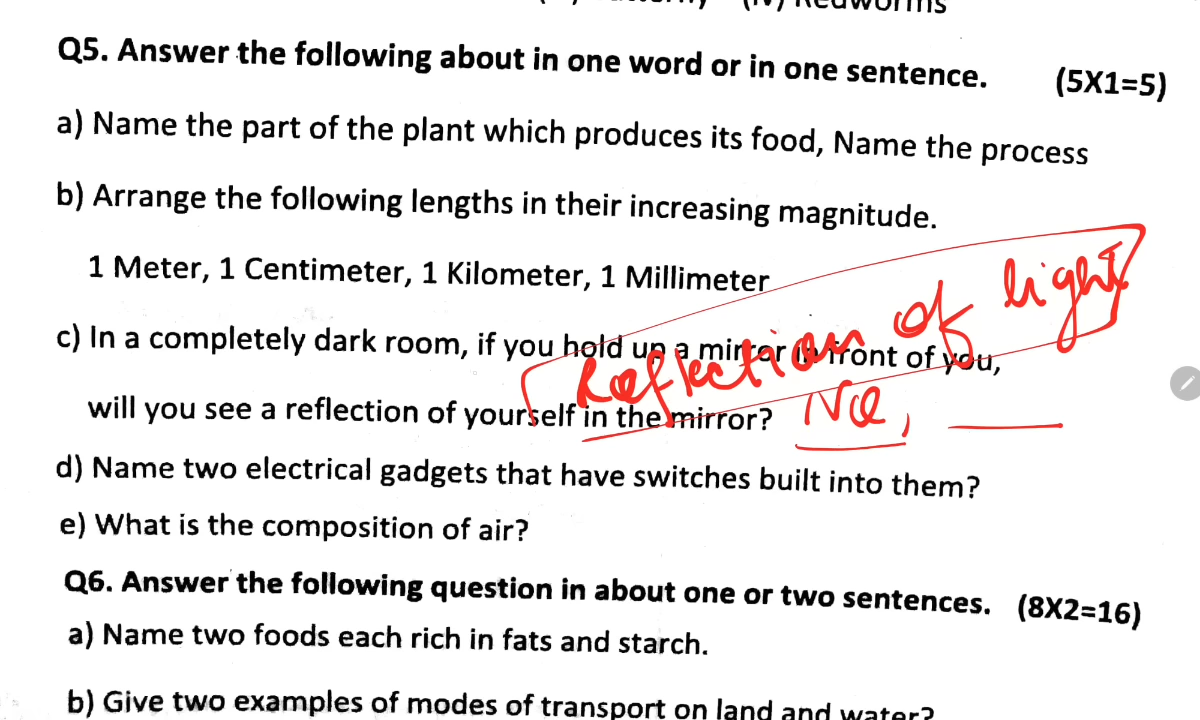 Redworms
Q5. Answer the following about in one word or in one sentence. (5X1=5)
a) Name the part of the plant which produces its food, Name the process
b) Arrange the following lengths in their increasing magnitude.
1 Meter, 1 Centimeter, 1 Kilometer, 1 Millimeter
Reflection of light
c) In a completely dark room, if you hold up a mirror in front of you,
will you see a reflection of yourself in the mirror? No,
d) Name two electrical gadgets that have switches built into them?
e) What is the composition of air?
Q6. Answer the following question in about one or two sentences. (8X2=16)
a) Name two foods each rich in fats and starch.
b) Give two examples of modes of transport on land and water?